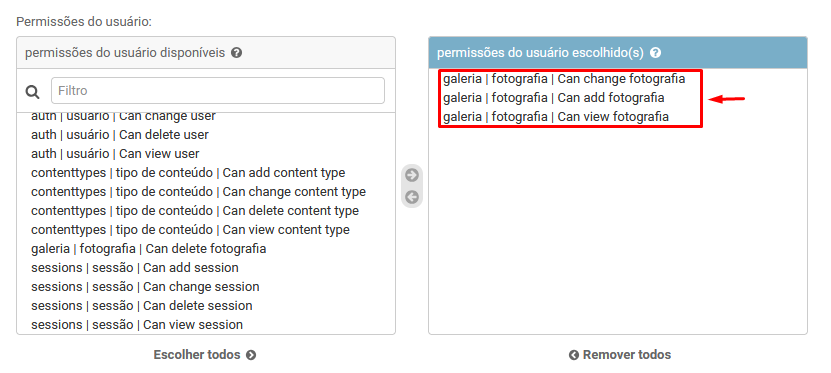 Permissões do usuário:
permissões do usuário disponíveis ?
Filtro
auth | usuário | Can change user
auth | usuário | Can delete user
auth | usuário | Can view user
contenttypes | tipo de conteúdo | Can add content type
contenttypes | tipo de conteúdo | Can change content type
contenttypes | tipo de conteúdo | Can delete content type
contenttypes | tipo de conteúdo | Can view content type
galeria | fotografia | Can delete fotografia
sessions | sessão | Can add session
sessions | sessão | Can change session
sessions | sessão | Can delete session
sessions | sessão | Can view session
Escolher todos
permissões do usuário escolhido(s) ?
galeria | fotografia | Can change fotografia
galeria | fotografia | Can add fotografia
galeria | fotografia | Can view fotografia
Remover todos